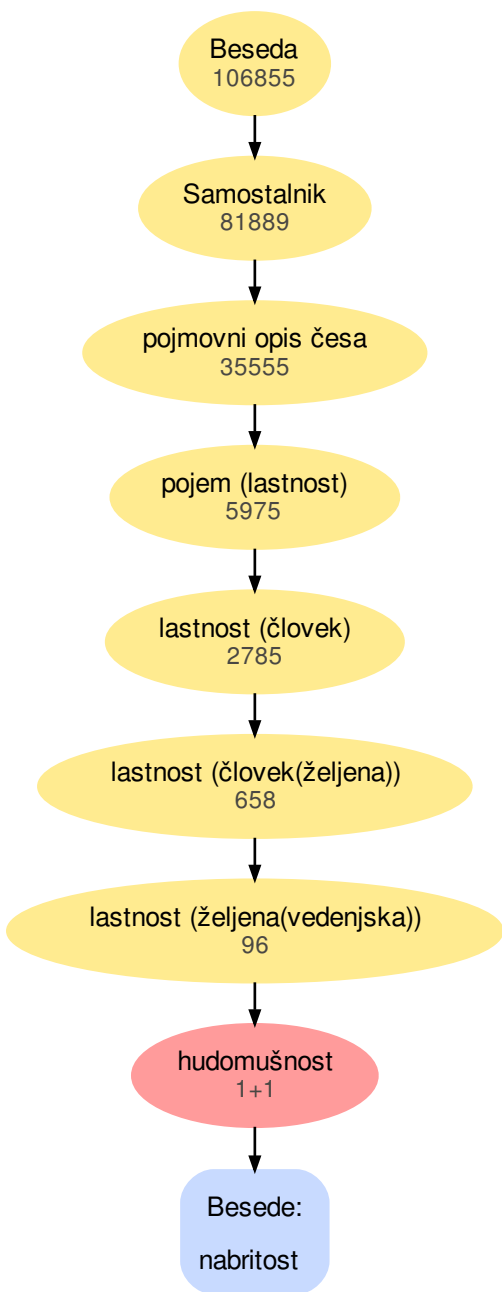 Beseda
106855
Samostalnik
81889
pojmovni opis česa
35555
pojem (lastnost)
5975
lastnost (človek)
2785
lastnost (človek(željena))
658
lastnost (željena(vedenjska))
96
hudomušnost
1+1
Besede:
nabritost